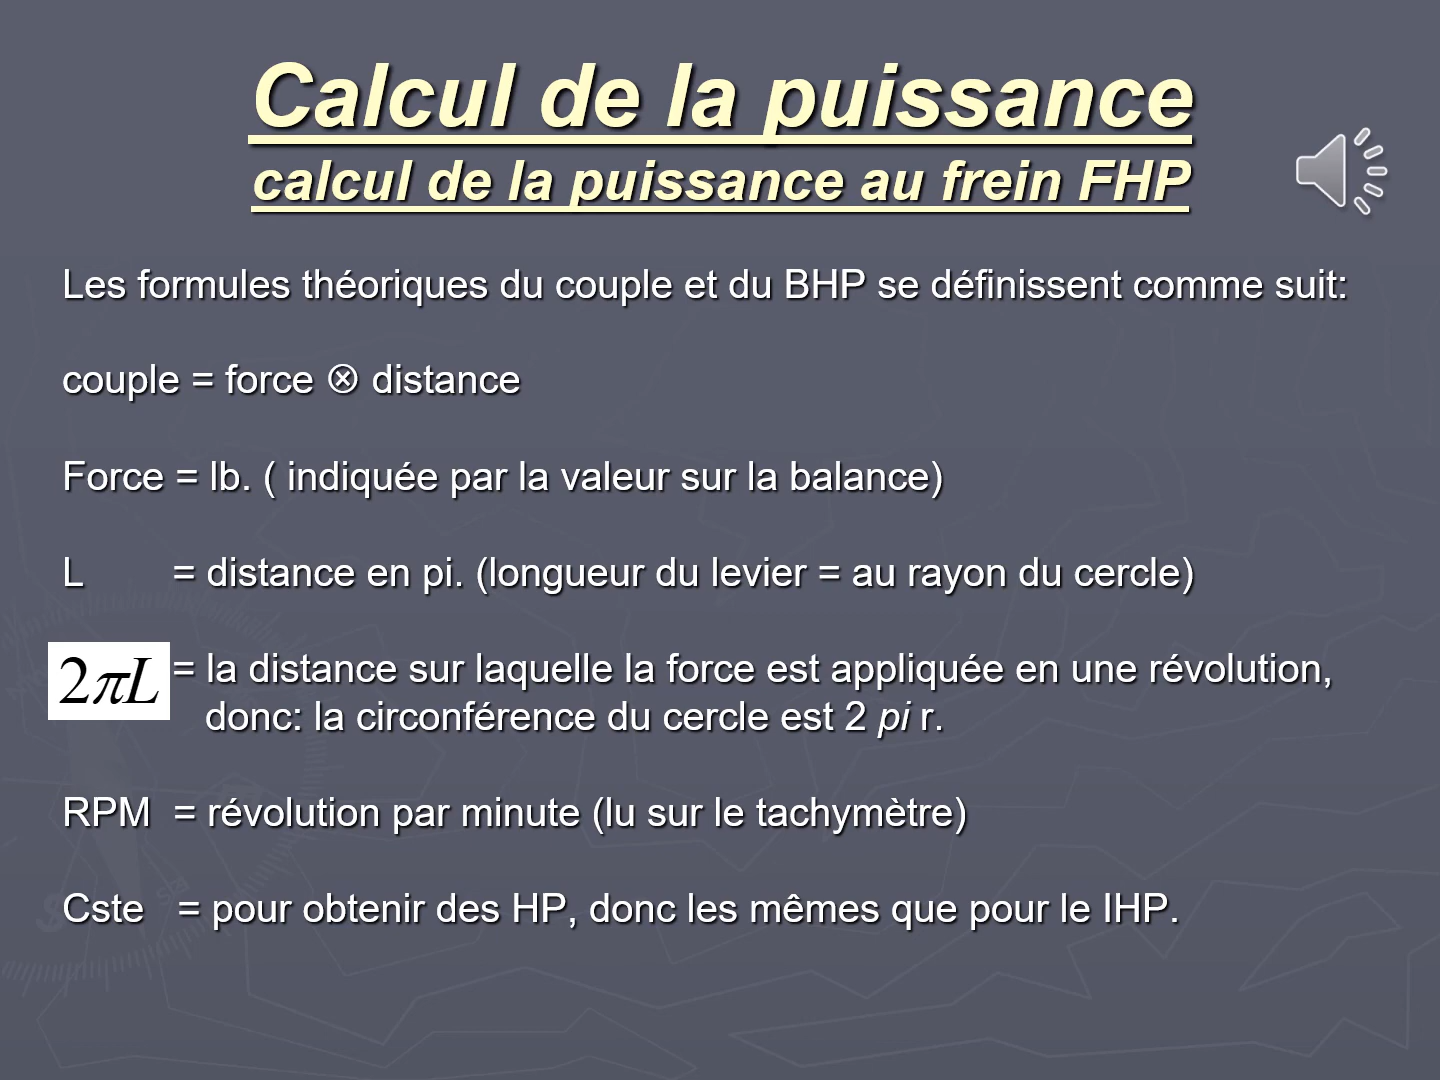 Calcul de la puissance
calcul de la puissance au frein FHP
Les formules théoriques du couple et du BHP se définissent comme suit:
couple = force ⊗ distance
Force = lb. ( indiquée par la valeur sur la balance)
L = distance en pi. (longueur du levier = au rayon du cercle)
2πL = la distance sur laquelle la force est appliquée en une révolution,
donc: la circonférence du cercle est 2 pi r.
RPM = révolution par minute (lu sur le tachymètre)
Cste = pour obtenir des HP, donc les mêmes que pour le IHP.